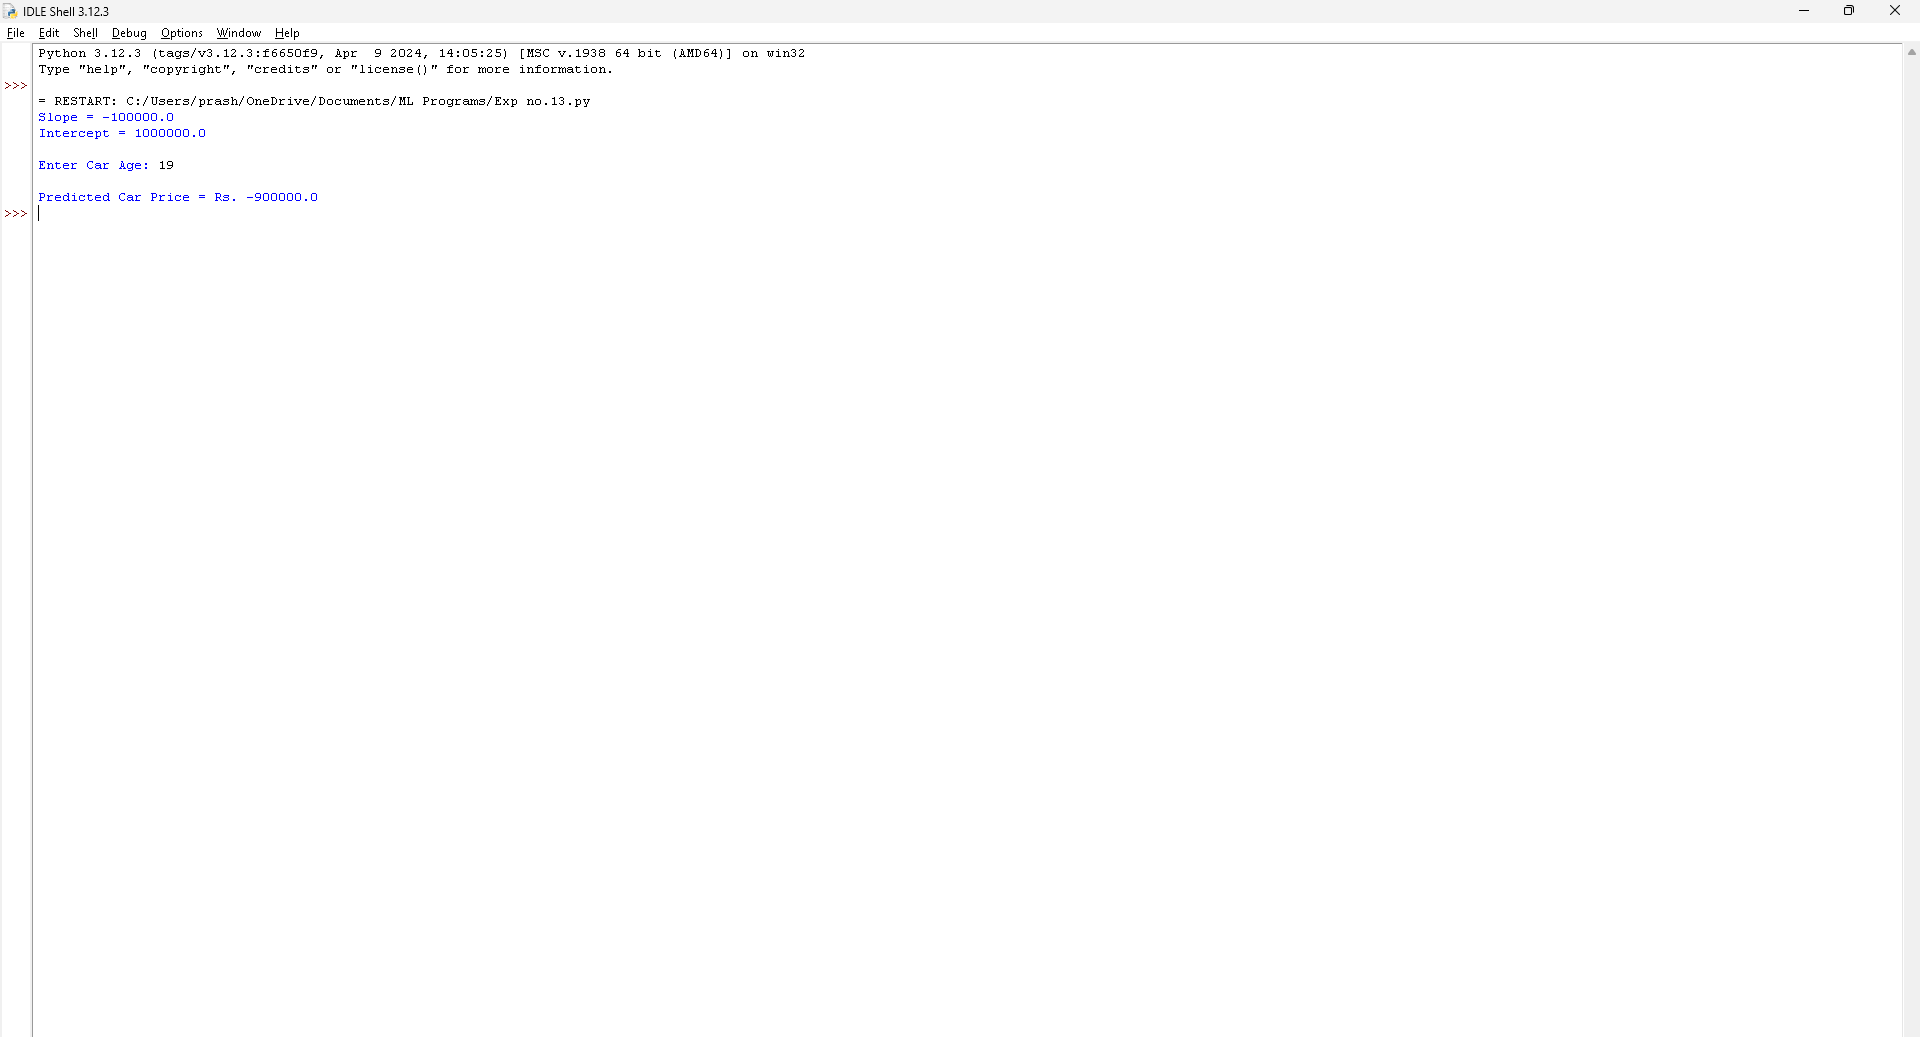 IDLE Shell 3.12.3
File Edit Shell Debug Options Window Help
Python 3.12.3 (tags/v3.12.3:f6650f9, Apr  9 2024, 14:05:25) [MSC v.1938 64 bit (AMD64)] on win32
Type "help", "copyright", "credits" or "license()" for more information.
>>>
= RESTART: C:/Users/prash/OneDrive/Documents/ML Programs/Exp no.13.py
Slope = -100000.0
Intercept = 1000000.0
Enter Car Age: 19
Predicted Car Price = Rs. -900000.0
>>>